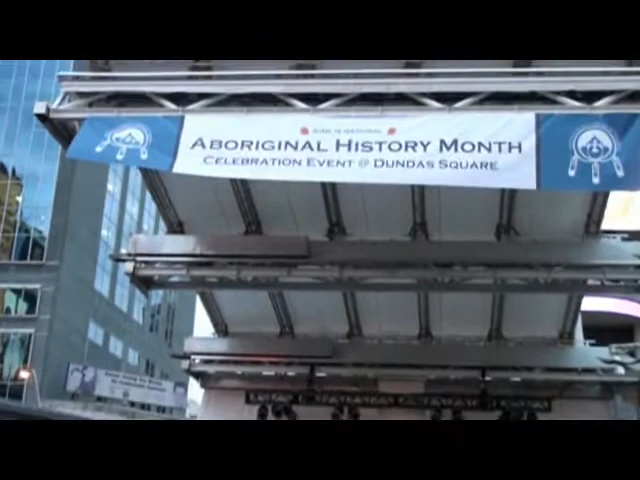 JUNE IS NATIONAL
ABORIGINAL HISTORY MONTH
CELEBRATION EVENT @ DUNDAS SQUARE